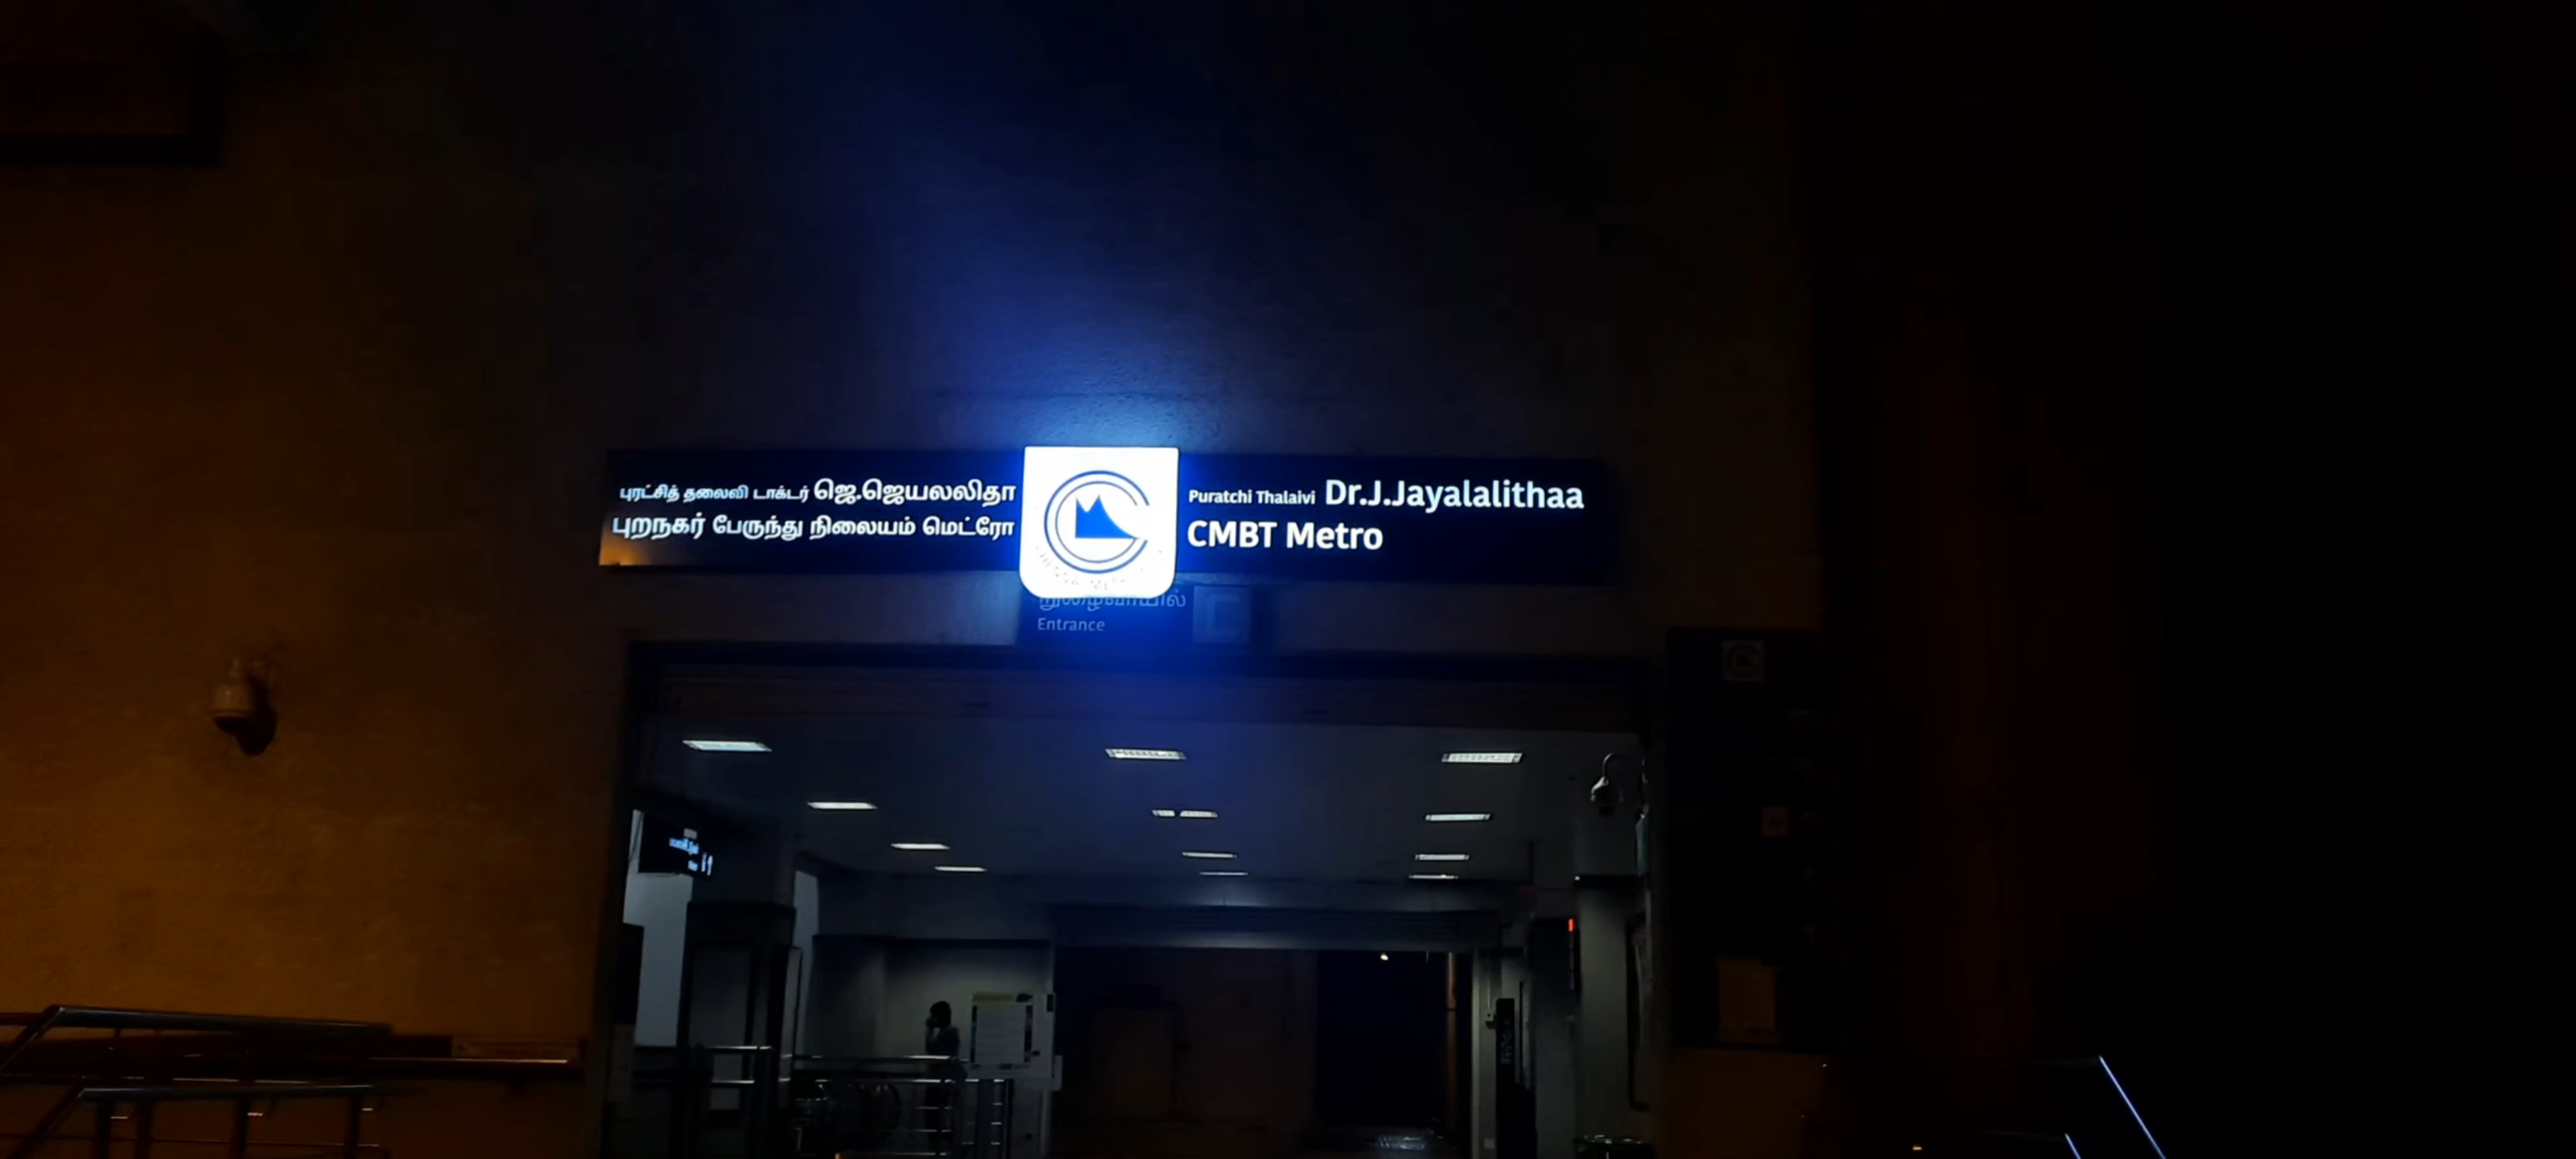 புரட்சித் தலைவி டாக்டர் ஜெ.ஜெயலலிதா
புறநகர் பேருந்து நிலையம் மெட்ரோ
Puratchi Thalaivi Dr.J.Jayalalithaa
CMBT Metro
நுழைவாயில்
Entrance